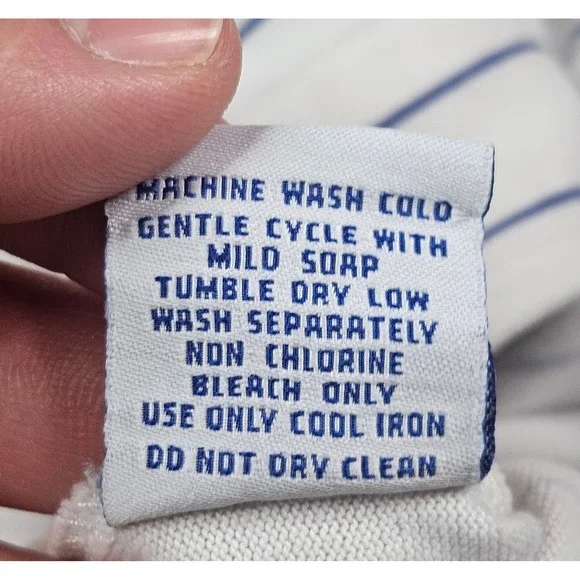 MACHINE WASH COLD
GENTLE CYCLE WITH
MILD SOAP
TUMBLE DRY LOW
WASH SEPARATELY
NON CHLORINE
BLEACH ONLY
USE ONLY COOL IRON
DO NOT DRY CLEAN